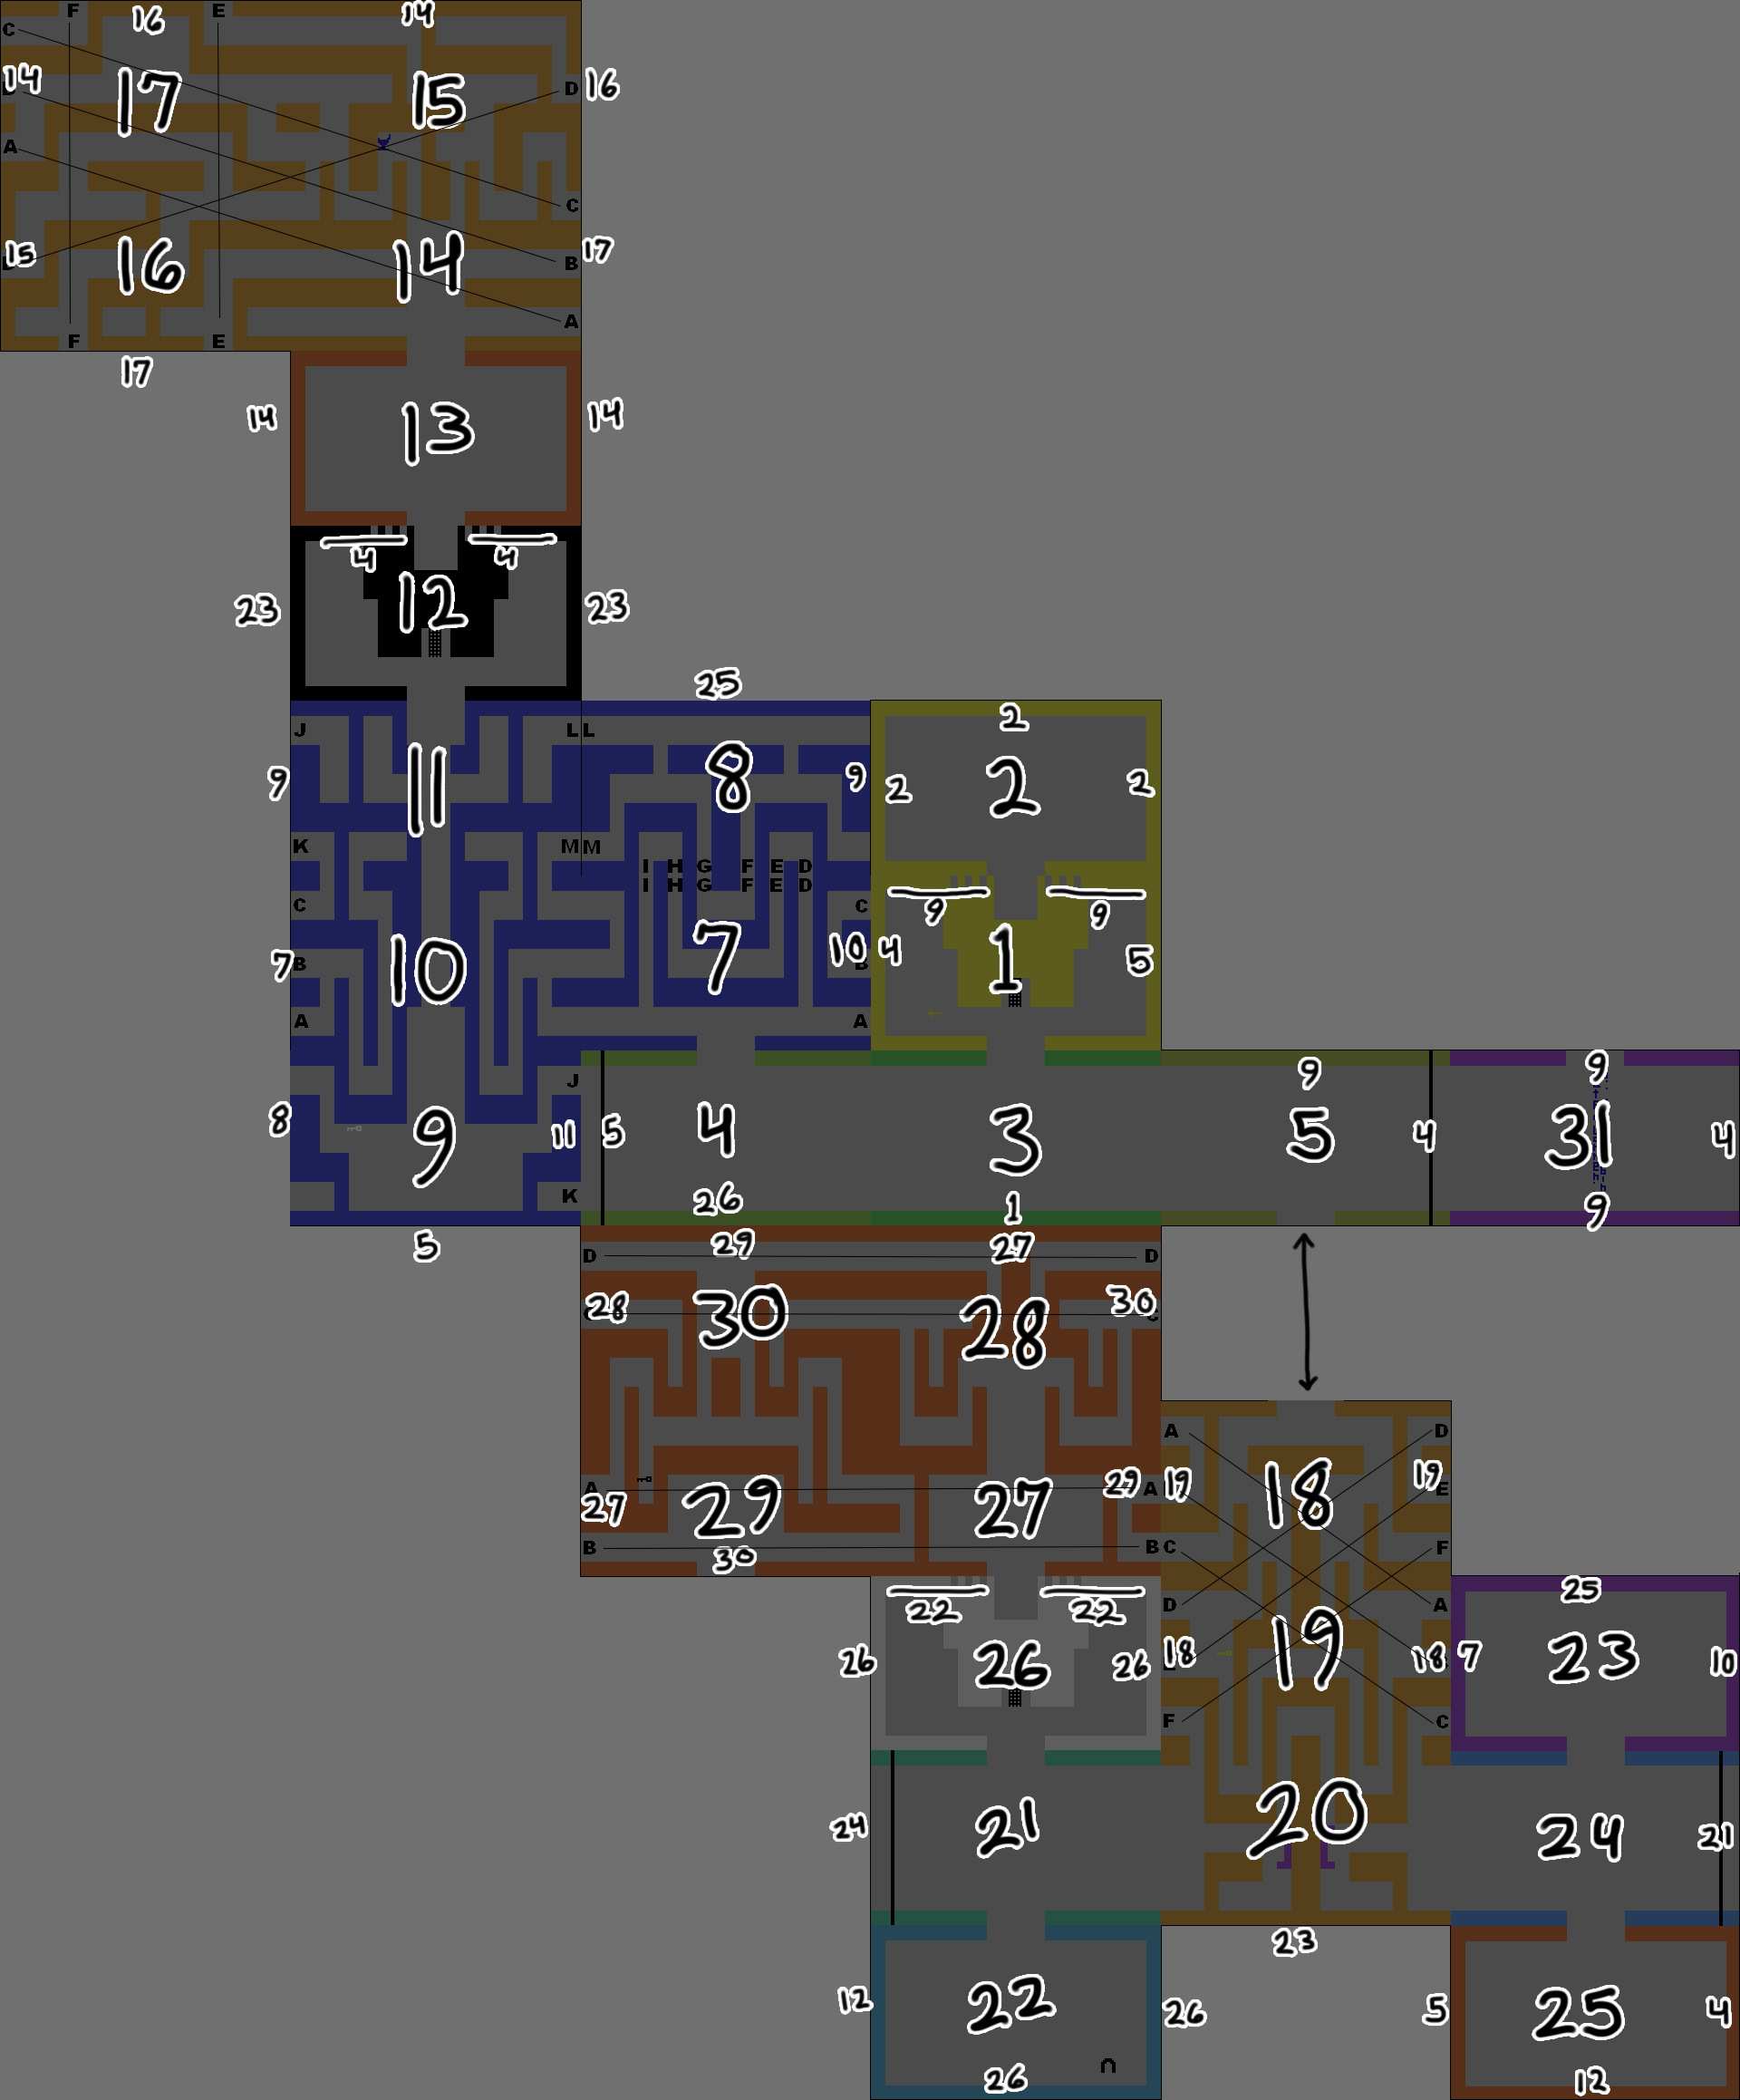 F E
C 16 14
14 17 15 D 16
A
C
15 16 14 B 17
A
F E
17
14 13 14
4 4
23 12 23
25
J L L 2
9 11 8 9 2 2 2
K M M
I H G F E D
I H G F E D
C C 9 9
7 B 10 7 10 B 4 1 5
A A
J 9 9
8 9 11 5 4 3 5 4 31 4
K 26 1 9
5
29 27
D D
28 30 28 30 C
A D
A 27 29 27 29 A 19 18 19 E
B 30 B C F
22 22 25
D A
26 26 26 18 19 18 7 23 10
F C
24 21 20 24 21
23
12 22 26 5 25 4
26 12